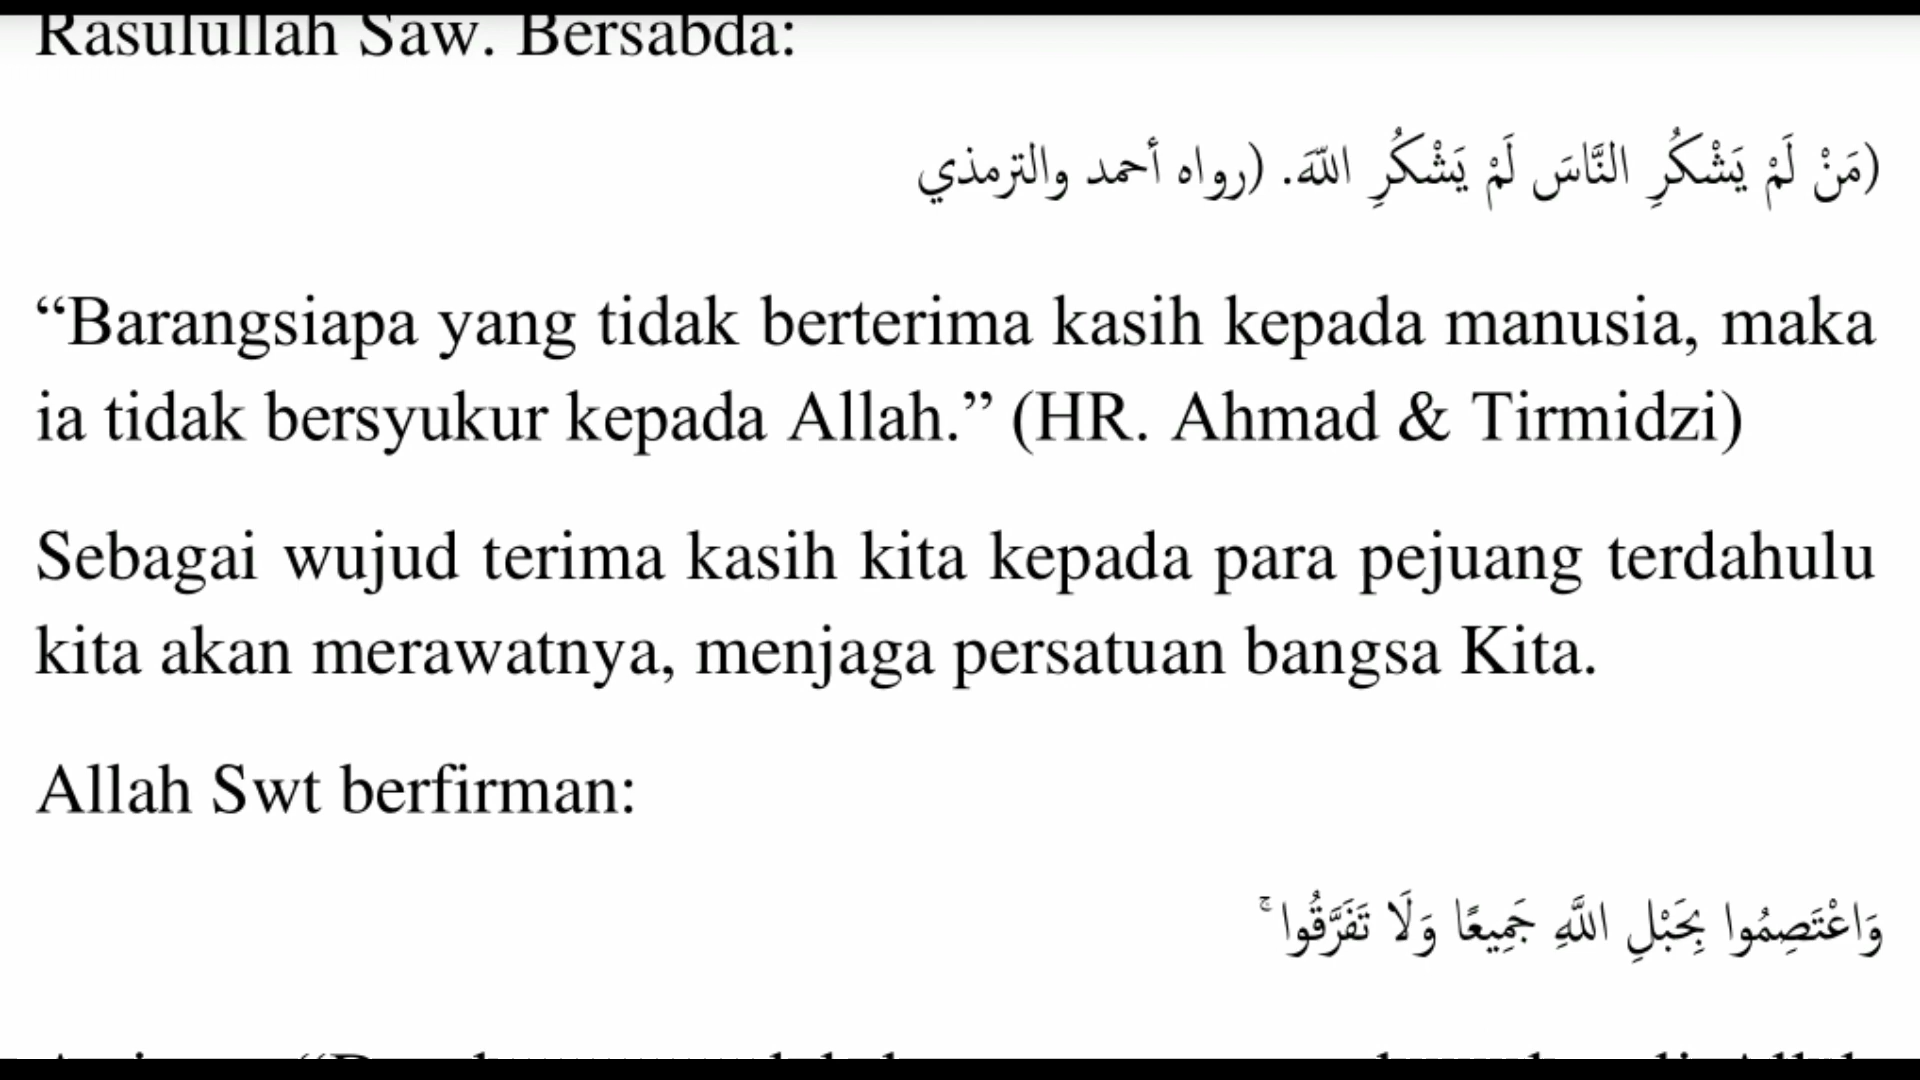 Rasulullah Saw. Bersabda:
(مَنْ لَمْ يَشْكُرِ النَّاسَ لَمْ يَشْكُرِ اللّهَ. (رواه أحمد والترمذي
“Barangsiapa yang tidak berterima kasih kepada manusia, maka
ia tidak bersyukur kepada Allah.” (HR. Ahmad & Tirmidzi)
Sebagai wujud terima kasih kita kepada para pejuang terdahulu
kita akan merawatnya, menjaga persatuan bangsa Kita.
Allah Swt berfirman:
وَاعْتَصِمُوا بِحَبْلِ اللَّهِ جَمِيعًا وَلَا تَفَرَّقُوا ۚ